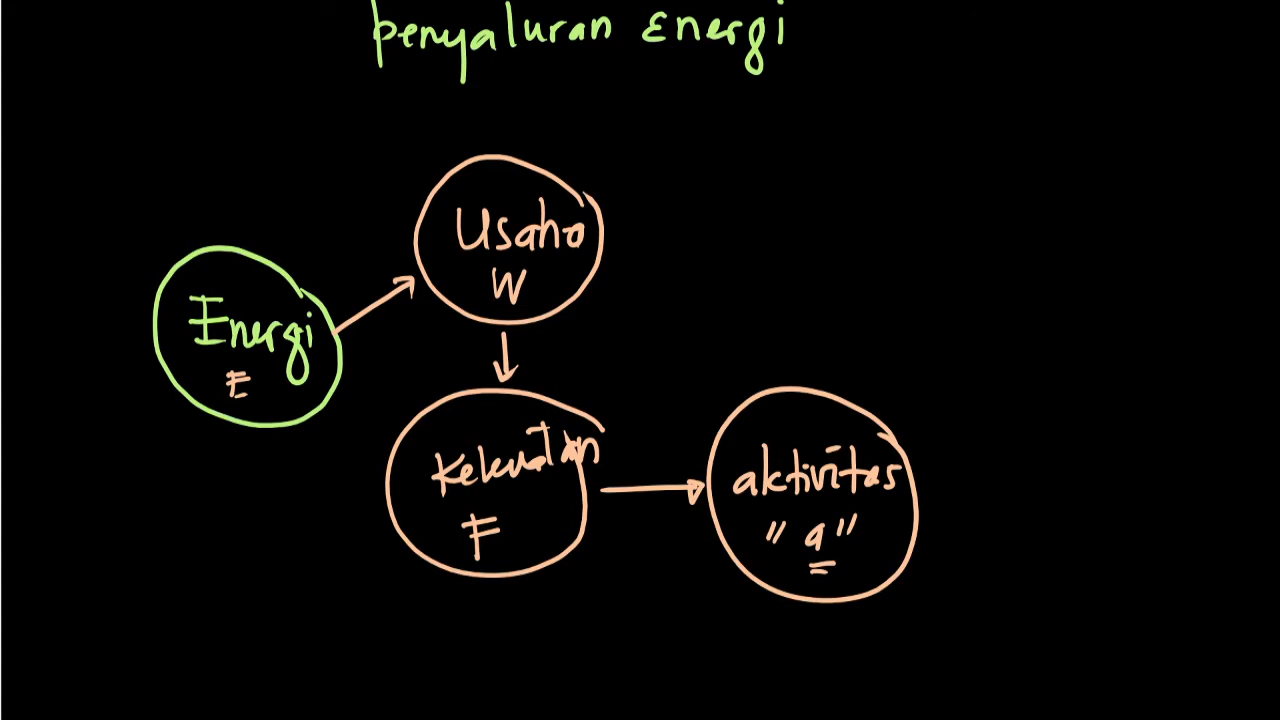 penyaluran Energi
Usaha
W
Energi
E
Kekuatan
F
aktivitas
"a"